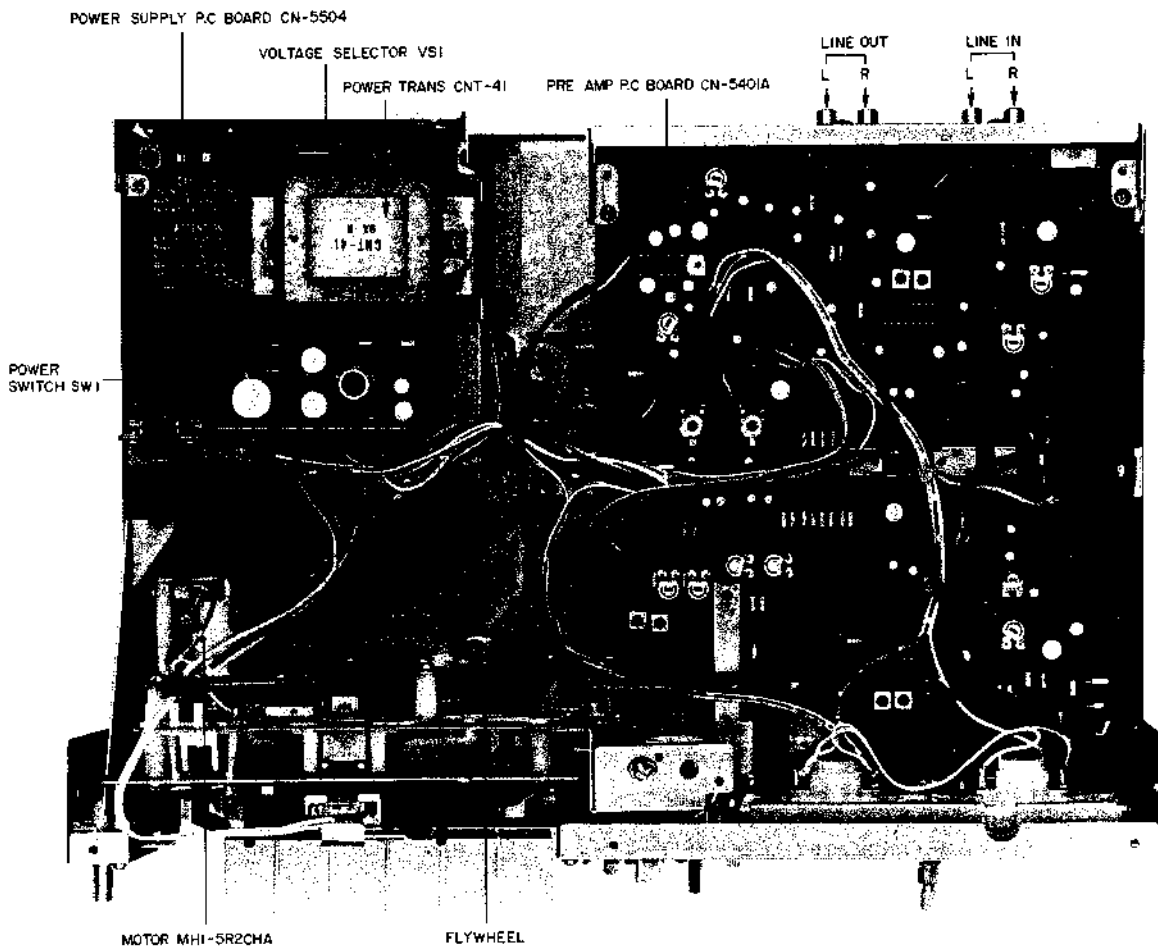 POWER SUPPLY P.C BOARD CN-5504
VOLTAGE SELECTOR VS1
POWER TRANS CNT-41
PRE AMP P.C BOARD CN-5401A
LINE OUT
LINE IN
L R
L R
CNT-41
POWER
SWITCH SW1
MOTOR MHI-5R2CHA
FLYWHEEL